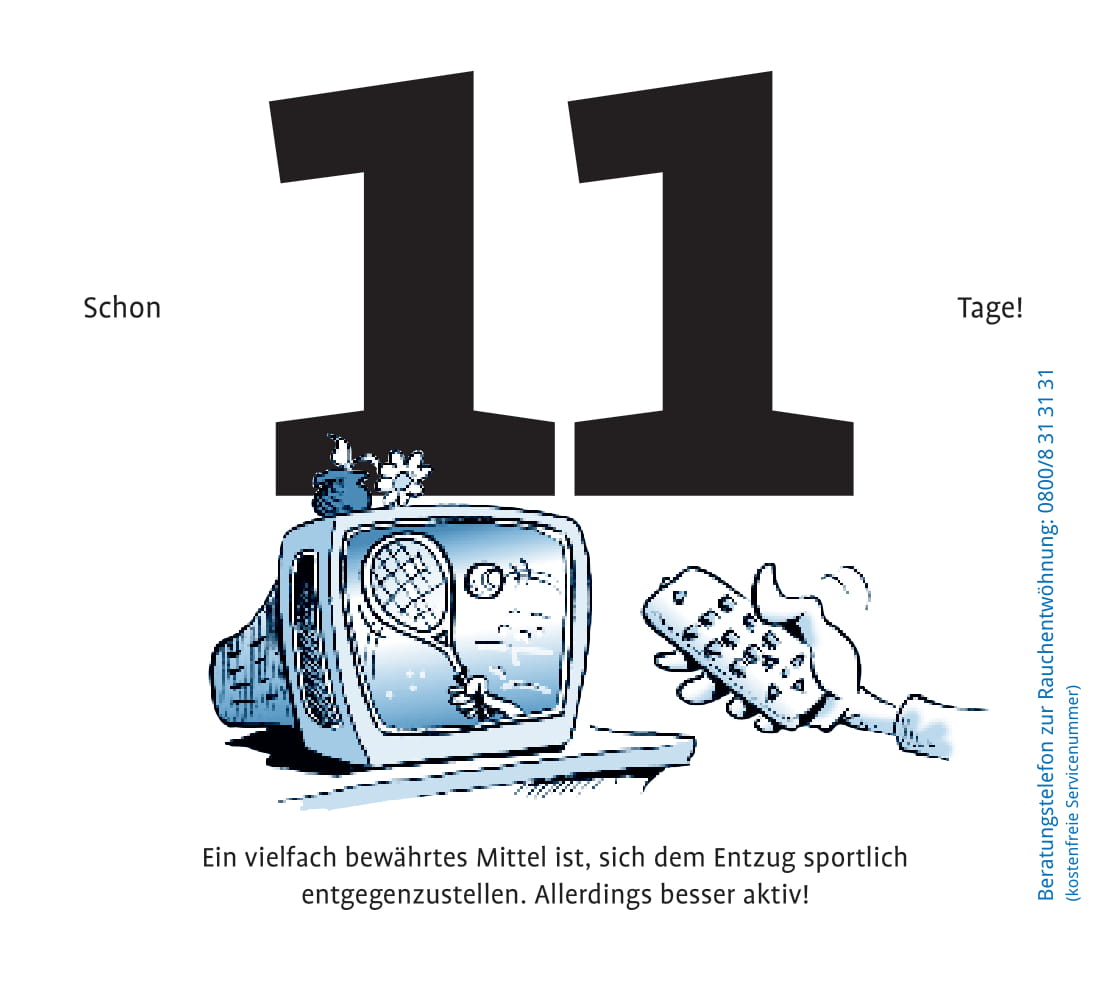 Schon
11
Tage!
Ein vielfach bewährtes Mittel ist, sich dem Entzug sportlich
entgegenzustellen. Allerdings besser aktiv!
Beratungstelefon zur Rauchentwöhnung: 0800/8 31 31 31
(kostenfreie Servicenummer)